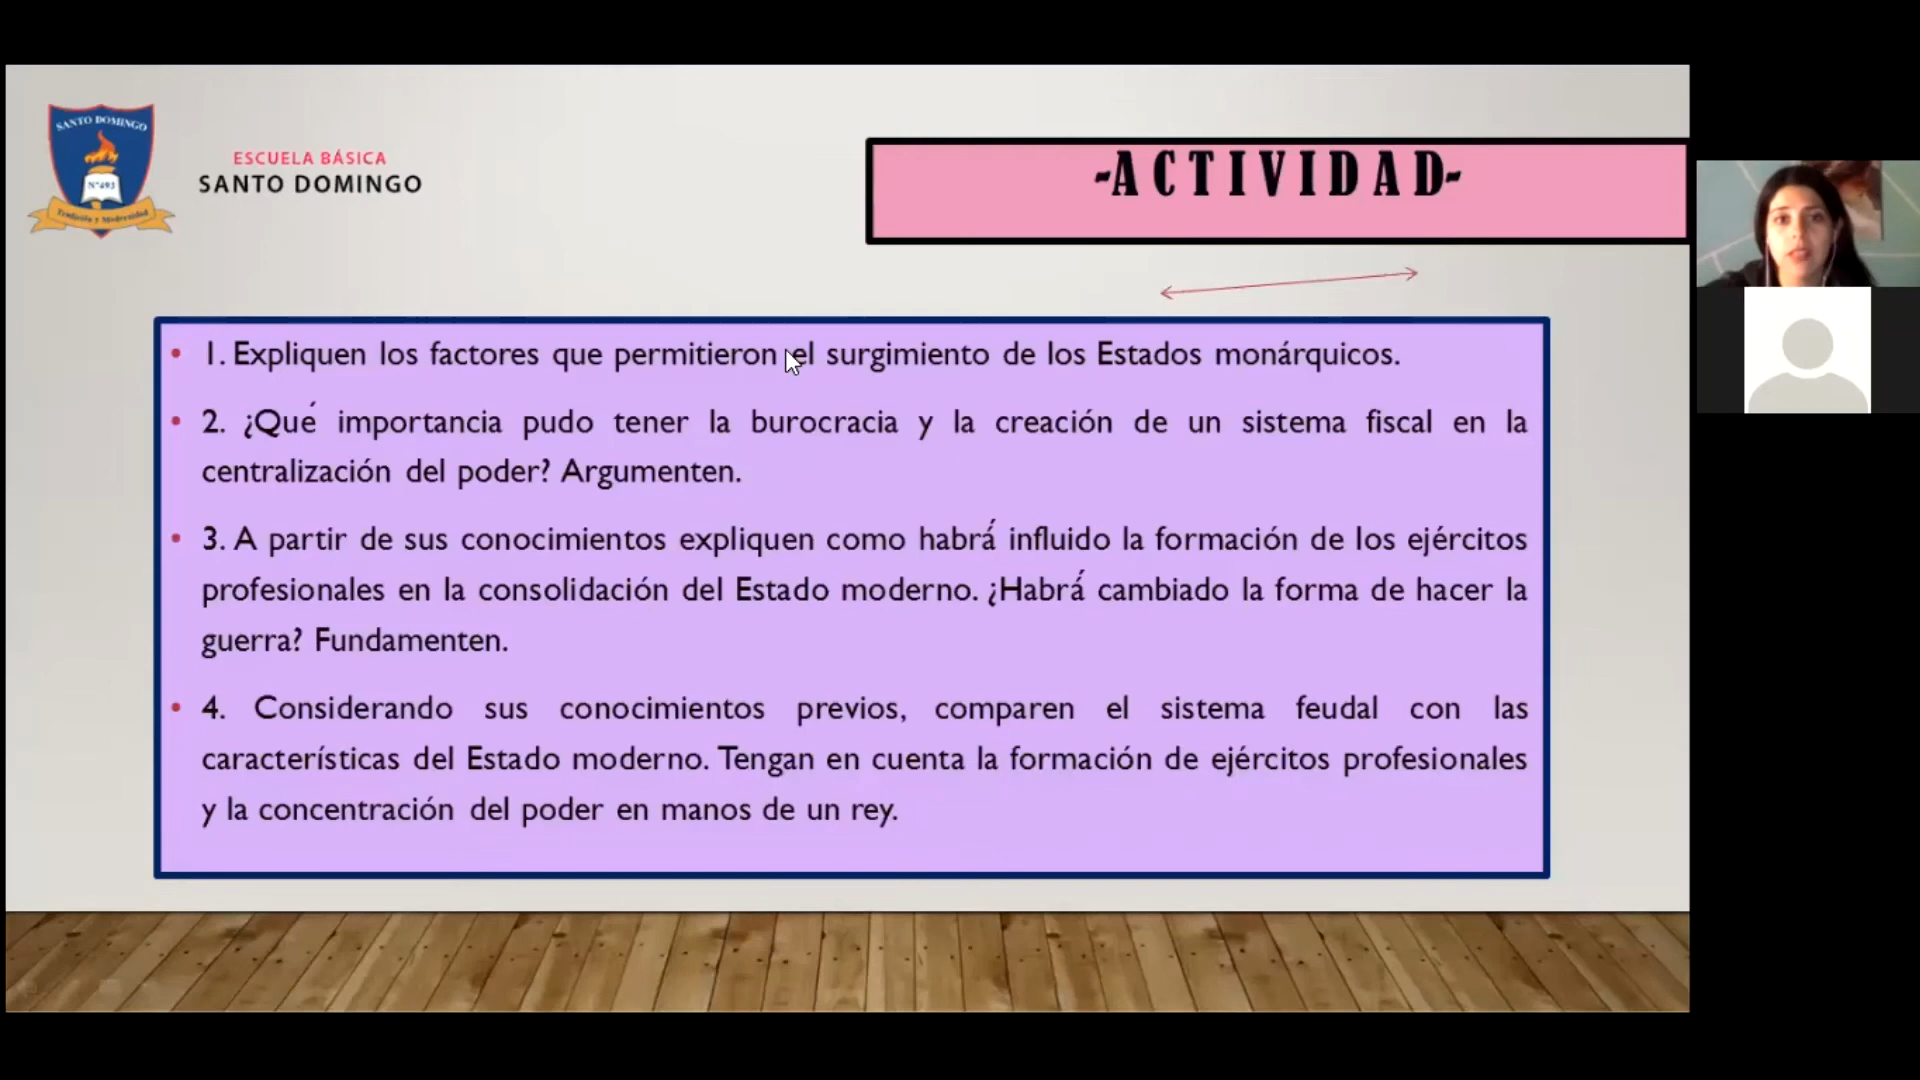 SANTO DOMINGO
N°493
Tradición y Modernidad
ESCUELA BÁSICA
SANTO DOMINGO
-ACTIVIDAD-
• 1. Expliquen los factores que permitieron el surgimiento de los Estados monárquicos.
• 2. ¿Qué importancia pudo tener la burocracia y la creación de un sistema fiscal en la
centralización del poder? Argumenten.
• 3. A partir de sus conocimientos expliquen como habrá influido la formación de los ejércitos
profesionales en la consolidación del Estado moderno. ¿Habrá cambiado la forma de hacer la
guerra? Fundamenten.
• 4. Considerando sus conocimientos previos, comparen el sistema feudal con las
características del Estado moderno. Tengan en cuenta la formación de ejércitos profesionales
y la concentración del poder en manos de un rey.